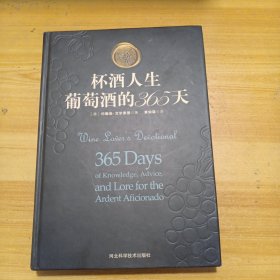 杯酒人生
葡萄酒的365天
Wine Lover's Devotional
365 Days
of Knowledge, Advice,
and Lore for the
Ardent Aficionado
河北科学技术出版社